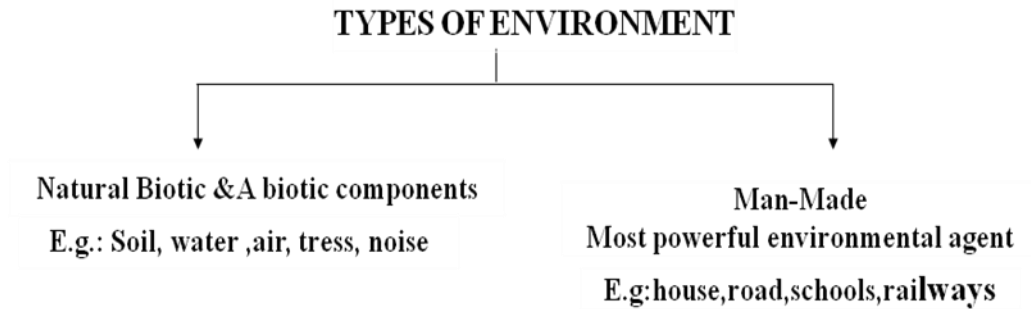 TYPES OF ENVIRONMENT
Natural Biotic &A biotic components
E.g.: Soil, water ,air, tress, noise
Man-Made
Most powerful environmental agent
E.g:house,road,schools,railways